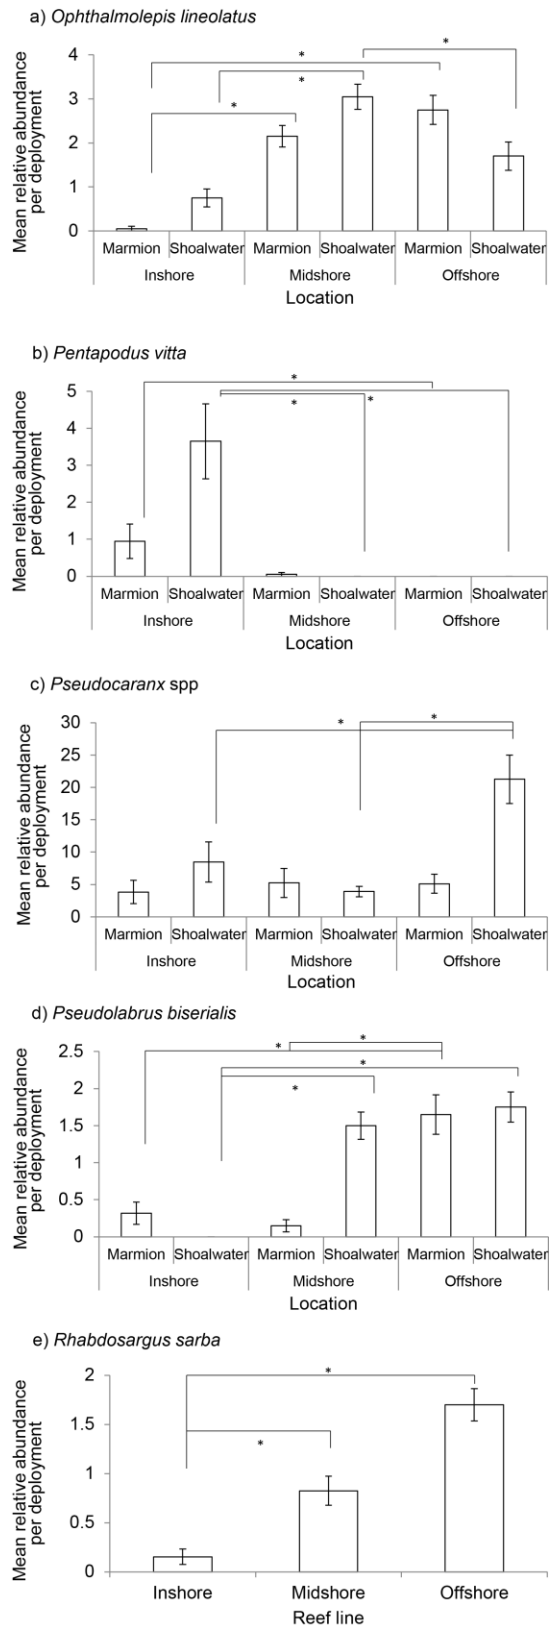 a) Ophthalmolepis lineolatus
Mean relative abundance
per deployment
4
3
2
1
0
*
*
*
*
Marmion Shoalwater Marmion Shoalwater Marmion Shoalwater
Inshore Midshore Offshore
Location
b) Pentapodus vitta
Mean relative abundance
per deployment
5
4
3
2
1
0
*
*
*
Marmion Shoalwater Marmion Shoalwater Marmion Shoalwater
Inshore Midshore Offshore
Location
c) Pseudocaranx spp
Mean relative abundance
per deployment
30
25
20
15
10
5
0
*
*
Marmion Shoalwater Marmion Shoalwater Marmion Shoalwater
Inshore Midshore Offshore
Location
d) Pseudolabrus biserialis
Mean relative abundance
per deployment
2.5
2
1.5
1
0.5
0
*
*
*
*
Marmion Shoalwater Marmion Shoalwater Marmion Shoalwater
Inshore Midshore Offshore
Location
e) Rhabdosargus sarba
Mean relative abundance
per deployment
2
1.5
1
0.5
0
*
*
Inshore Midshore Offshore
Reef line